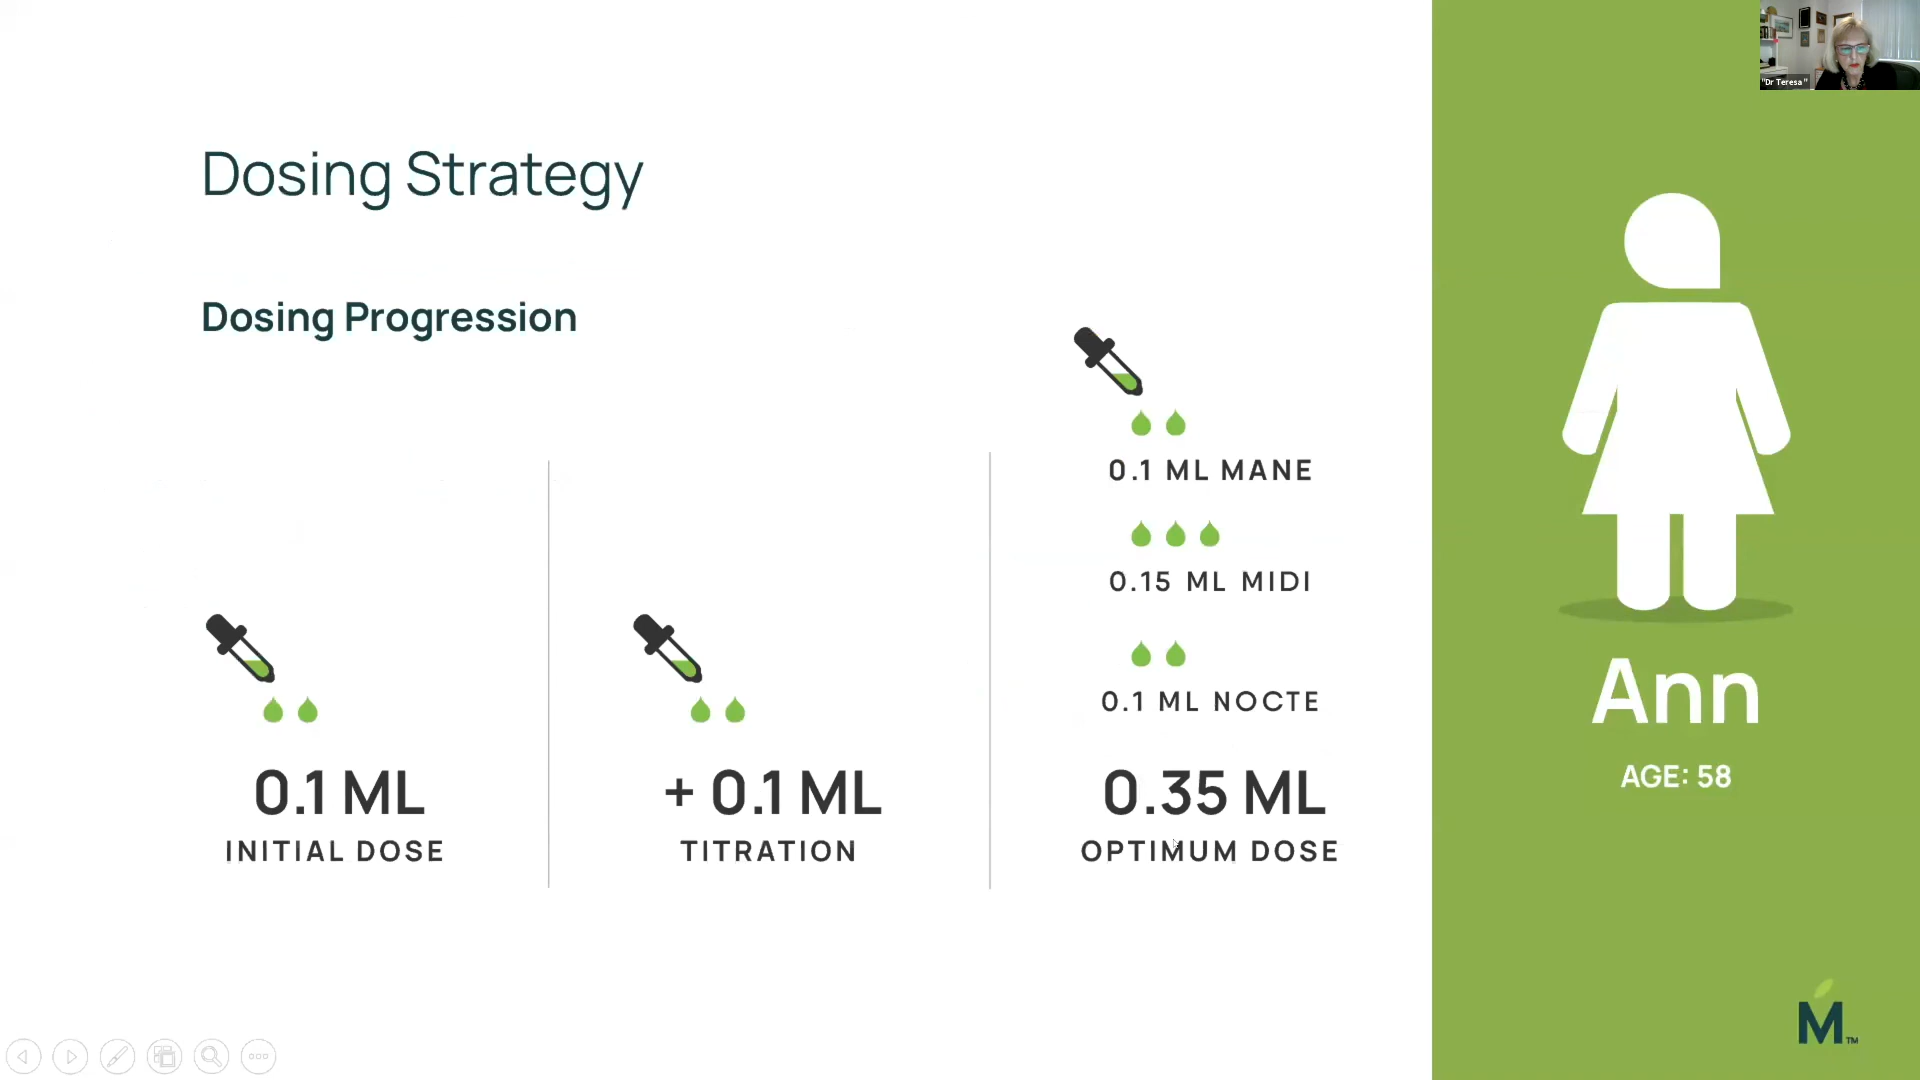 "Dr Teresa"
Dosing Strategy
Dosing Progression
0.1 ML MANE
0.15 ML MIDI
0.1 ML NOCTE
0.1 ML
INITIAL DOSE
+ 0.1 ML
TITRATION
0.35 ML
OPTIMUM DOSE
Ann
AGE: 58
M™